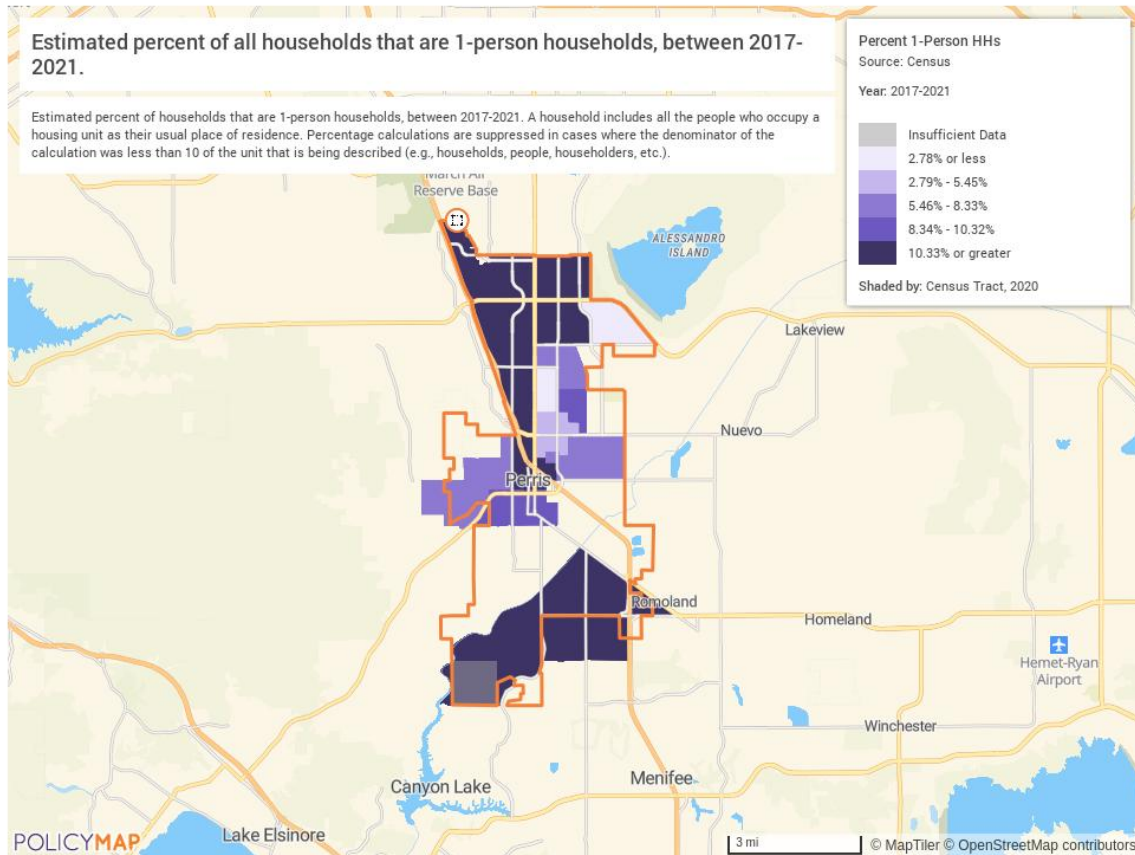 Estimated percent of all households that are 1-person households, between 2017-
2021.
Estimated percent of households that are 1-person households, between 2017-2021. A household includes all the people who occupy a
housing unit as their usual place of residence. Percentage calculations are suppressed in cases where the denominator of the
calculation was less than 10 of the unit that is being described (e.g., households, people, householders, etc.).
Percent 1-Person HHs
Source: Census
Year: 2017-2021
Insufficient Data
2.78% or less
2.79% - 5.45%
5.46% - 8.33%
8.34% - 10.32%
10.33% or greater
Shaded by: Census Tract, 2020
March Air
Reserve Base
ALESSANDRO
ISLAND
Lakeview
Nuevo
Perris
Romoland
Homeland
Hemet-Ryan
Airport
Winchester
Menifee
Canyon Lake
Lake Elsinore
POLICYMAP
3 mi
© MapTiler © OpenStreetMap contributors